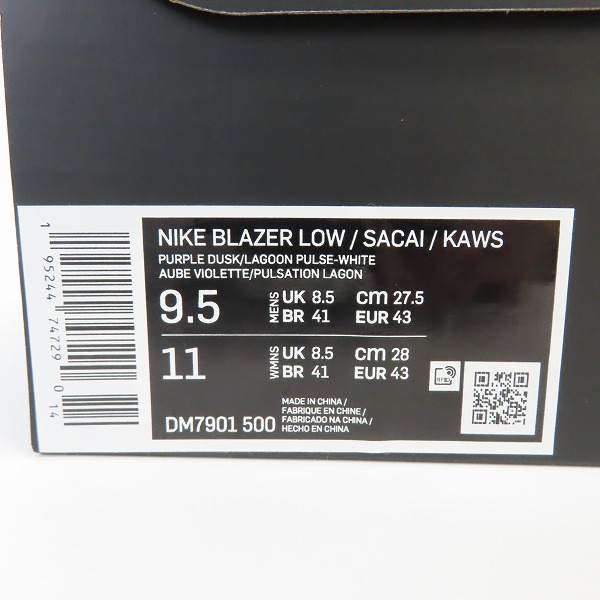 1 95244 74729 0 14
NIKE BLAZER LOW / SACAI / KAWS
PURPLE DUSK/LAGOON PULSE-WHITE
AUBE VIOLETTE/PULSATION LAGON
9.5 MENS UK 8.5 cm 27.5
BR 41 EUR 43
11 WMNS UK 8.5 cm 28
BR 41 EUR 43
RFID
DM7901 500
MADE IN CHINA /
FABRIQUE EN CHINE /
FABRICADO NA CHINA /
HECHO EN CHINA